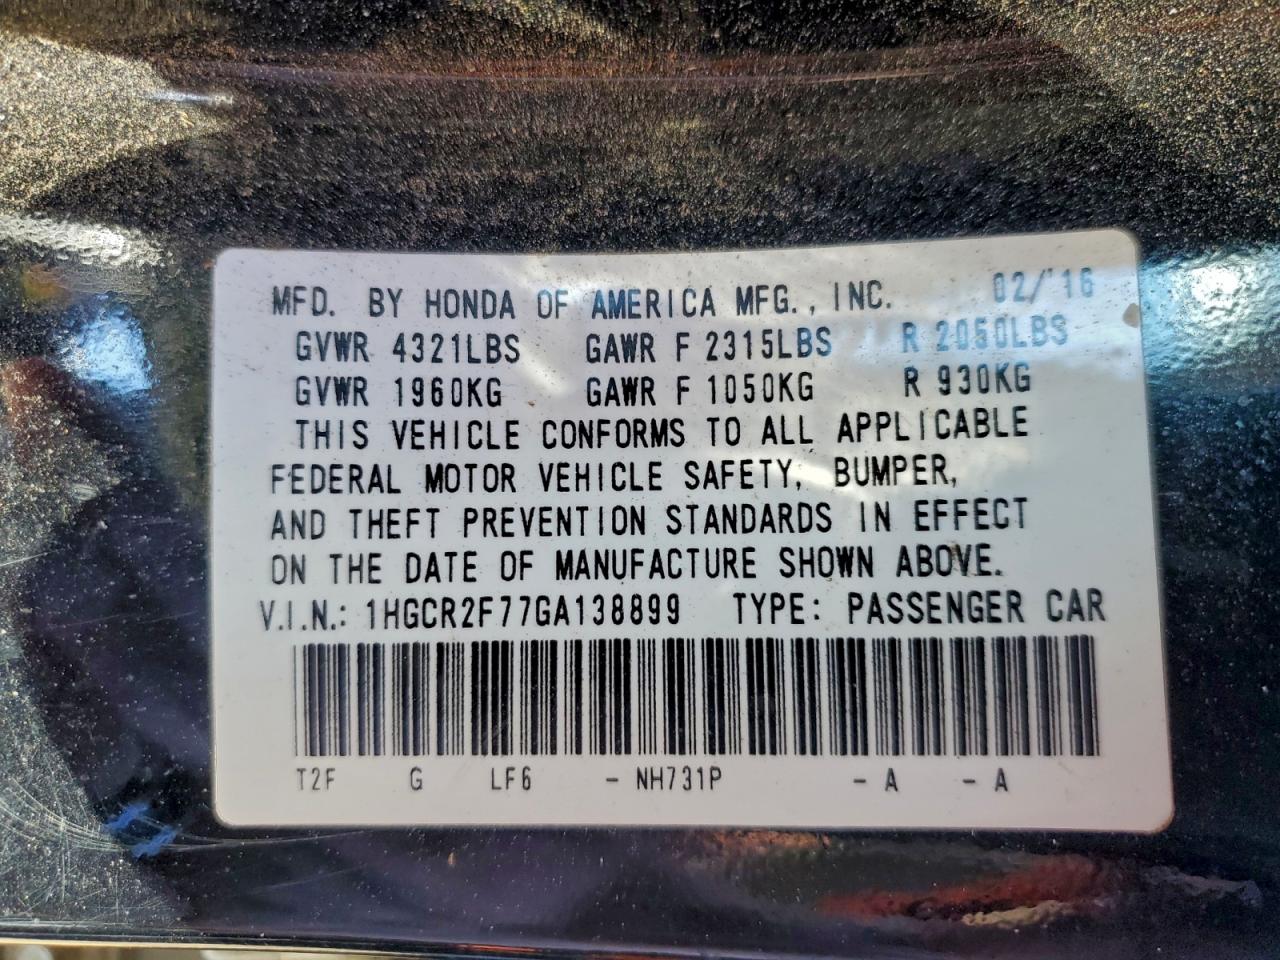 MFD. BY HONDA OF AMERICA MFG., INC. 02/'16
GVWR 4321LBS GAWR F 2315LBS R 2050LBS
GVWR 1960KG GAWR F 1050KG R 930KG
THIS VEHICLE CONFORMS TO ALL APPLICABLE
FEDERAL MOTOR VEHICLE SAFETY, BUMPER,
AND THEFT PREVENTION STANDARDS IN EFFECT
ON THE DATE OF MANUFACTURE SHOWN ABOVE.
V.I.N.: 1HGCR2F77GA138899 TYPE: PASSENGER CAR
T2F G LF6 - NH731P - A - A